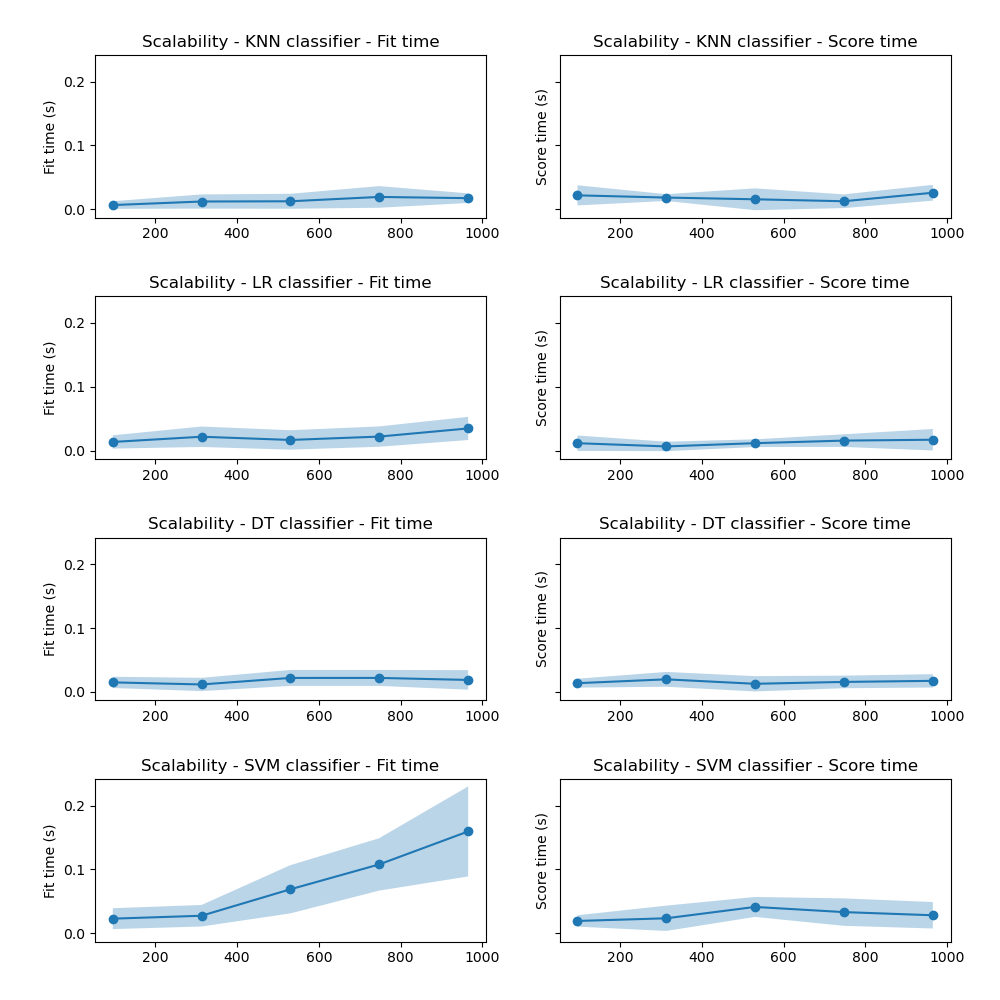 Scalability - KNN classifier - Fit time
Fit time (s)
0.2
0.1
0.0
200 400 600 800 1000
Scalability - KNN classifier - Score time
Score time (s)
200 400 600 800 1000
Scalability - LR classifier - Fit time
Fit time (s)
0.2
0.1
0.0
200 400 600 800 1000
Scalability - LR classifier - Score time
Score time (s)
200 400 600 800 1000
Scalability - DT classifier - Fit time
Fit time (s)
0.2
0.1
0.0
200 400 600 800 1000
Scalability - DT classifier - Score time
Score time (s)
200 400 600 800 1000
Scalability - SVM classifier - Fit time
Fit time (s)
0.2
0.1
0.0
200 400 600 800 1000
Scalability - SVM classifier - Score time
Score time (s)
200 400 600 800 1000